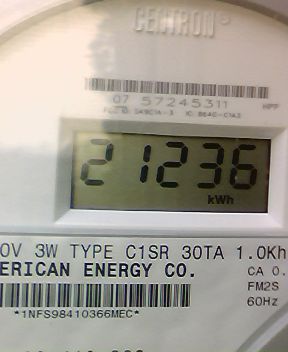 CENTRON®
07 57245311
21236
kWh
0V 3W TYPE C1SR 30TA 1.0Kh
ERICAN ENERGY CO.
CA 0.
FM2S
60Hz
*1NFS98410366MEC*